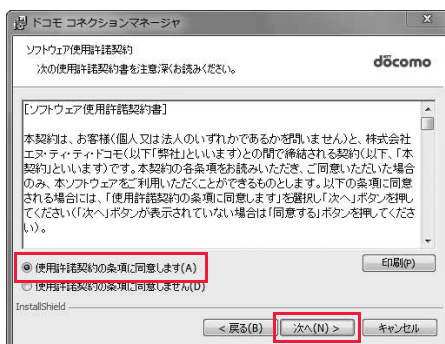 ドコモ コネクションマネージャ
ソフトウェア使用許諾契約
次の使用許諾契約書を注意深くお読みください。
döcomo
[ソフトウェア使用許諾契約書]
本契約は、お客様(個人又は法人のいずれかであるかを問いません)と、株式会社
エヌ・ティ・ティ・ドコモ(以下「弊社」といいます)との間で締結される契約(以下、「本
契約」といいます)です。本契約の各条項をお読みいただき、ご同意いただいた場合
のみ、本ソフトウェアをご利用いただくことができるものとします。以下の条項に同意
される場合には、「使用許諾契約の条項に同意します」を選択し「次へ」ボタンを押し
てください(「次へ」ボタンが表示されていない場合は「同意する」ボタンを押してくださ
い)。
使用許諾契約の条項に同意します(A)
印刷(P)
使用許諾契約の条項に同意しません(D)
InstallShield
< 戻る(B)
次へ(N) >
キャンセル